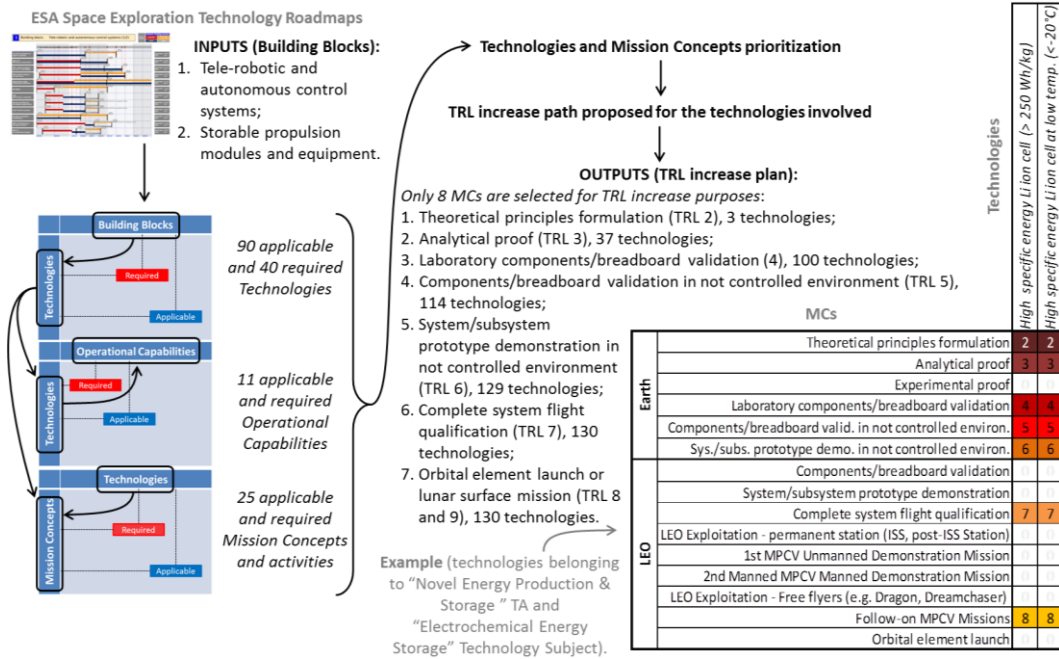 ESA Space Exploration Technology Roadmaps
INPUTS (Building Blocks):
1. Tele-robotic and
autonomous control
systems;
2. Storable propulsion
modules and equipment.
Building Blocks
Technologies
Required
Applicable
90 applicable
and 40 required
Technologies
Operational Capabilities
Technologies
Required
Applicable
11 applicable
and required
Operational
Capabilities
Technologies
Mission Concepts
Required
Applicable
25 applicable
and required
Mission Concepts
and activities
Technologies and Mission Concepts prioritization
TRL increase path proposed for the technologies involved
OUTPUTS (TRL increase plan):
Only 8 MCs are selected for TRL increase purposes:
1. Theoretical principles formulation (TRL 2), 3 technologies;
2. Analytical proof (TRL 3), 37 technologies;
3. Laboratory components/breadboard validation (4), 100 technologies;
4. Components/breadboard validation in not controlled environment (TRL 5),
114 technologies;
5. System/subsystem
prototype demonstration in
not controlled environment
(TRL 6), 129 technologies;
6. Complete system flight
qualification (TRL 7), 130
technologies;
7. Orbital element launch or
lunar surface mission (TRL 8
and 9), 130 technologies.
Example (technologies belonging
to “Novel Energy Production
& Storage ” TA and
“Electrochemical Energy
Storage” Technology Subject).
Technologies
High specific energy Li ion cell (> 250 Wh/kg)
High specific energy Li ion cell at low temp. (<-20°C)
MCs
Earth
Theoretical principles formulation 2 2
Analytical proof 3 3
Experimental proof 0 0
Laboratory components/breadboard validation 4 4
Components/breadboard valid. in not controlled environ. 5 5
Sys./subs. prototype demo. in not controlled environ. 6 6
LEO
Components/breadboard validation 0 0
System/subsystem prototype demonstration 0 0
Complete system flight qualification 7 7
LEO Exploitation - permanent station (ISS, post-ISS Station) 0 0
1st MPCV Unmanned Demonstration Mission 0 0
2nd Manned MPCV Manned Demonstration Mission 0 0
LEO Exploitation - Free flyers (e.g. Dragon, Dreamchaser) 0 0
Follow-on MPCV Missions 8 8
Orbital element launch 0 0